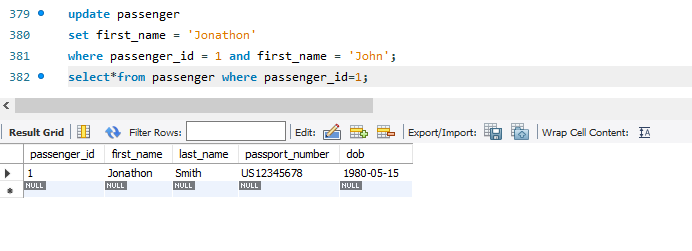 379 update passenger
380 set first_name = 'Jonathon'
381 where passenger_id = 1 and first_name = 'John';
382 select*from passenger where passenger_id=1;
Result Grid Filter Rows: Edit: Export/Import: Wrap Cell Content:
passenger_id first_name last_name passport_number dob
1 Jonathon Smith US12345678 1980-05-15
NULL NULL NULL NULL NULL